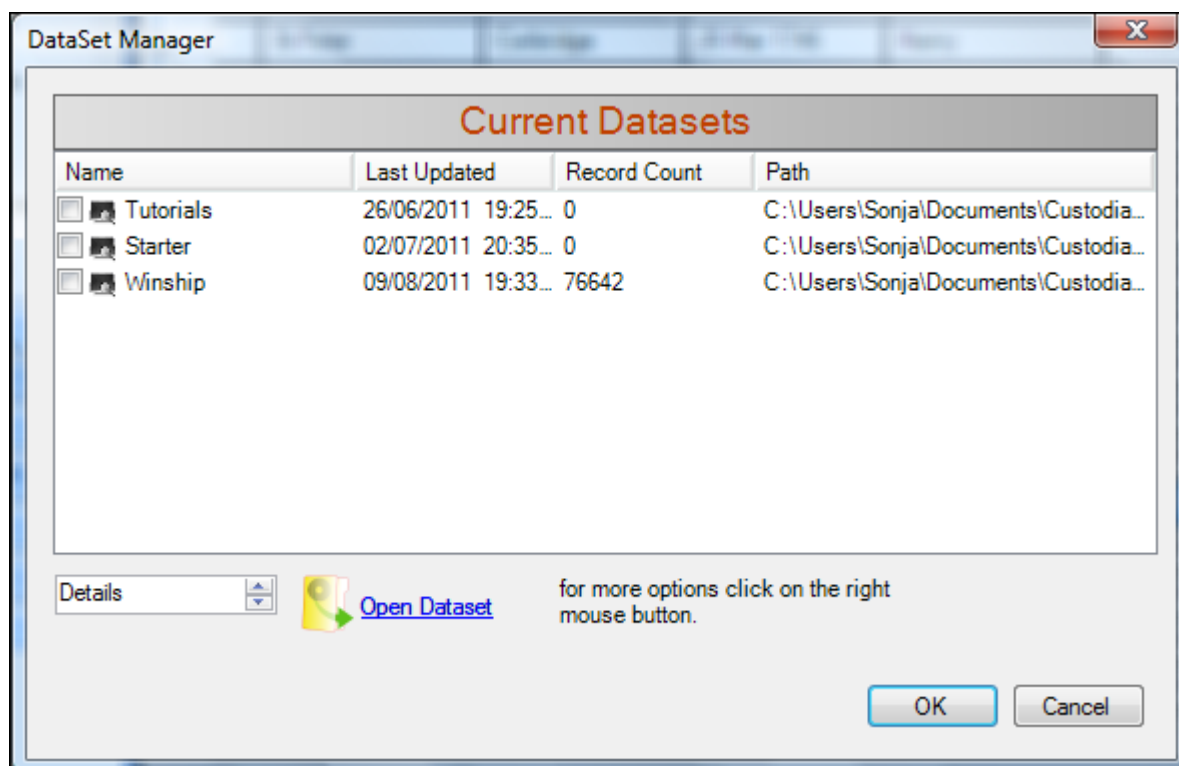 DataSet Manager
Current Datasets
Name Last Updated Record Count Path
Tutorials 26/06/2011 19:25... 0 C:\Users\Sonja\Documents\Custodia...
Starter 02/07/2011 20:35... 0 C:\Users\Sonja\Documents\Custodia...
Winship 09/08/2011 19:33... 76642 C:\Users\Sonja\Documents\Custodia...
Details
Open Dataset
for more options click on the right
mouse button.
OK Cancel